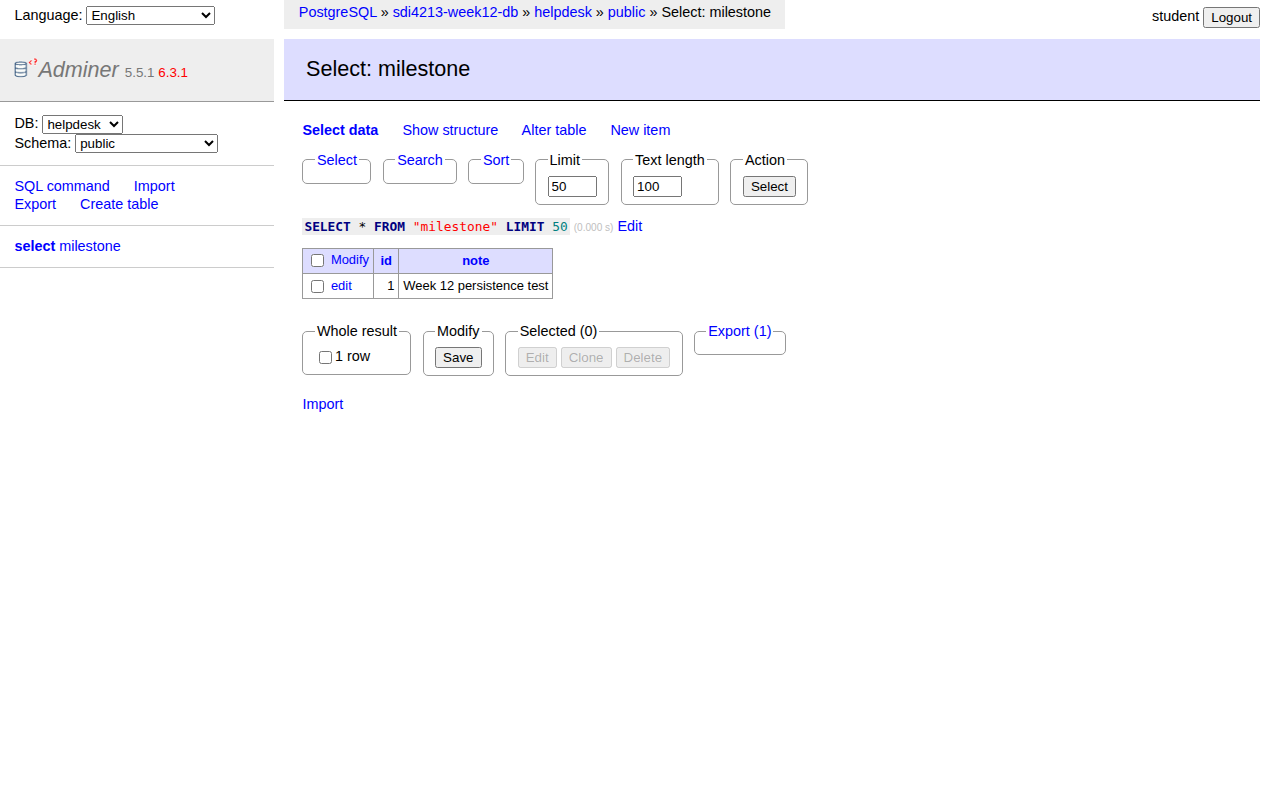 Language: English
PostgreSQL » sdi4213-week12-db » helpdesk » public » Select: milestone
student Logout
Adminer 5.5.1 6.3.1
Select: milestone
DB: helpdesk
Schema: public
SQL command Import
Export Create table
select milestone
Select data Show structure Alter table New item
Select Search Sort Limit Text length Action
50 100 Select
SELECT * FROM "milestone" LIMIT 50 (0.000 s) Edit
Modify id note
edit 1 Week 12 persistence test
Whole result Modify Selected (0) Export (1)
1 row Save Edit Clone Delete
Import